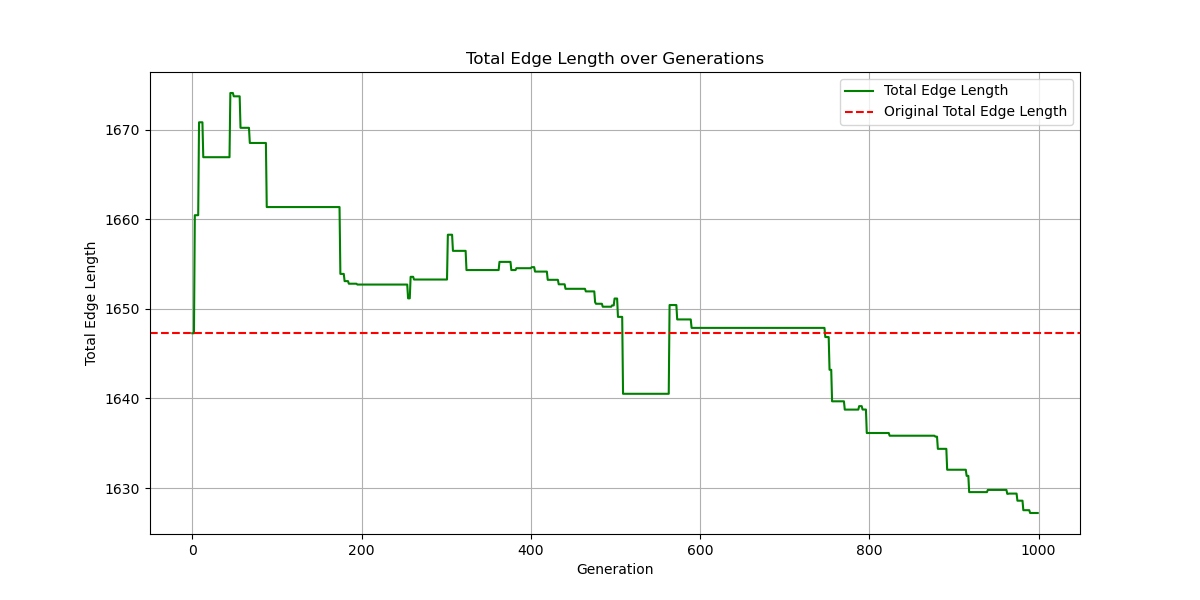 Total Edge Length over Generations
Total Edge Length
Original Total Edge Length
Total Edge Length
1670
1660
1650
1640
1630
0 200 400 600 800 1000
Generation